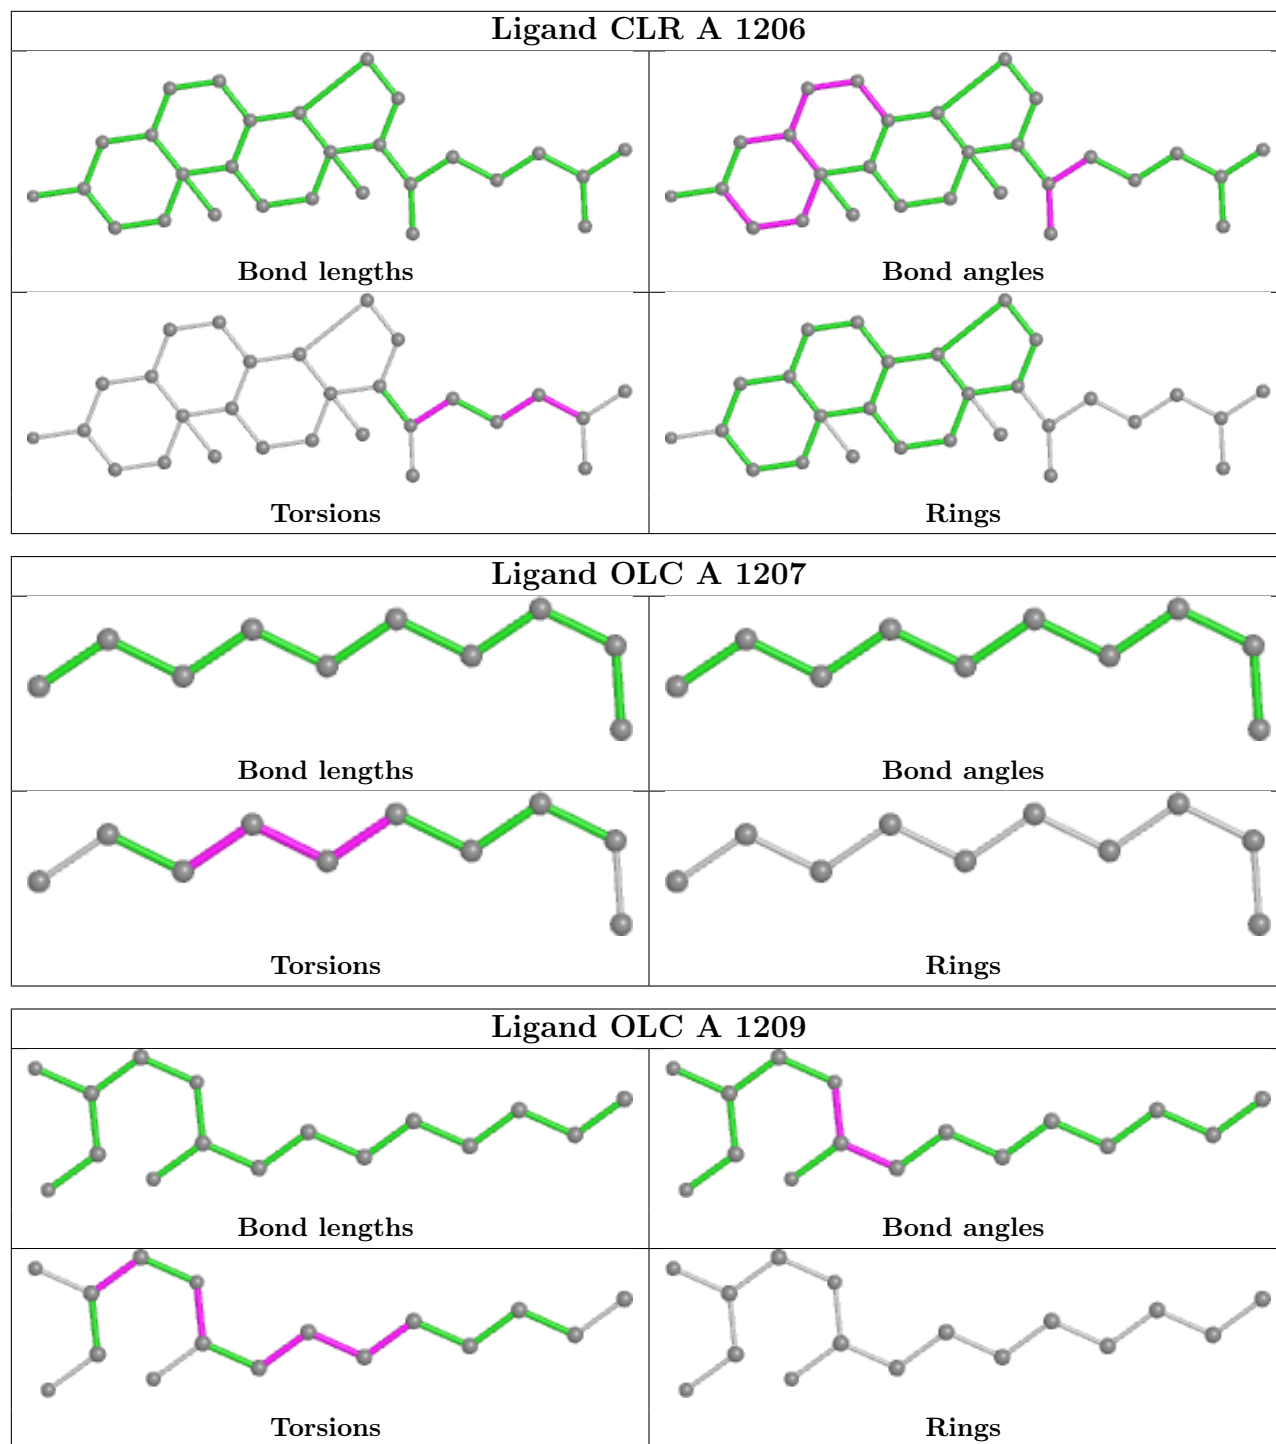 Ligand CLR A 1206
Bond lengths
Bond angles
Torsions
Rings
Ligand OLC A 1207
Bond lengths
Bond angles
Torsions
Rings
Ligand OLC A 1209
Bond lengths
Bond angles
Torsions
Rings